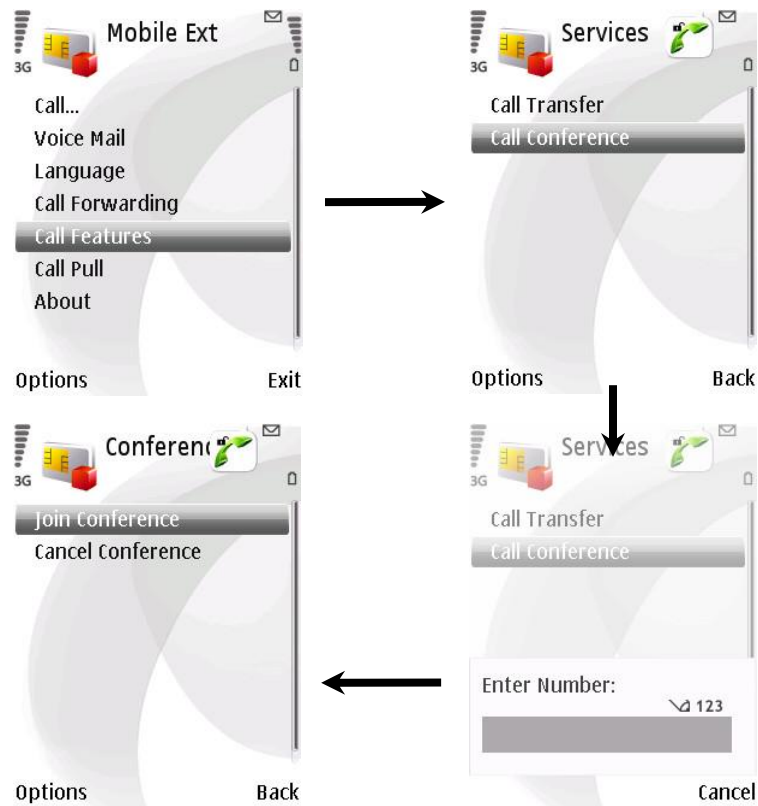 Mobile Ext
3G
Call...
Voice Mail
Language
Call Forwarding
Call Features
Call Pull
About
Options Exit
Services
3G
Call Transfer
Call Conference
Options Back
Services
3G
Call Transfer
Call Conference
Enter Number:
123
Cancel
Conferenc
3G
Join Conference
Cancel Conference
Options Back